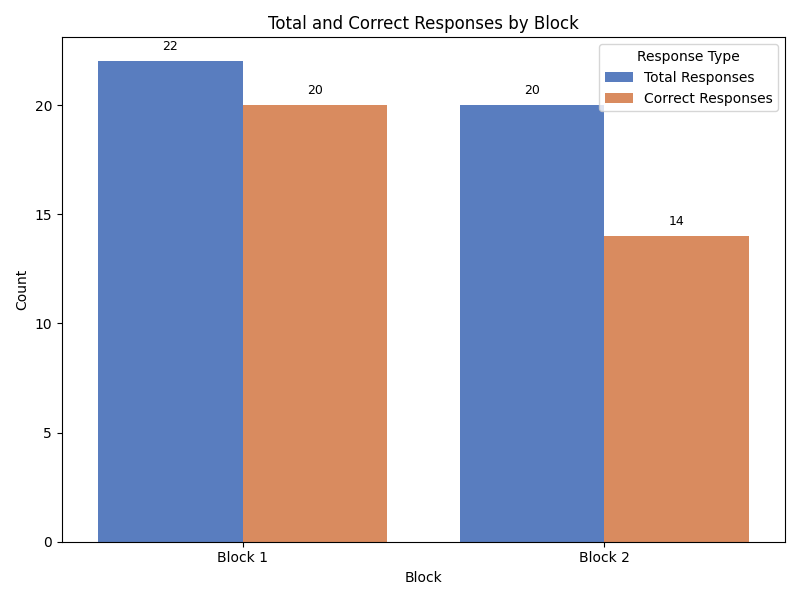 Total and Correct Responses by Block
22
20
20
14
Response Type
Total Responses
Correct Responses
Count
20
15
10
5
0
Block 1
Block 2
Block